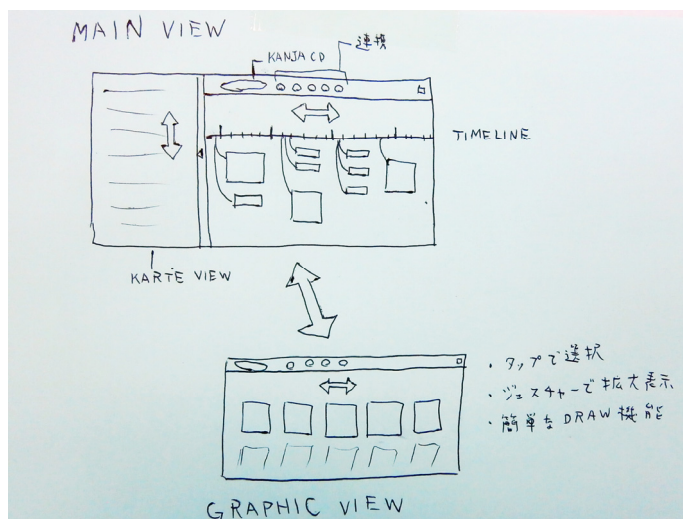 MAIN VIEW
KANJA CD
連携
TIMELINE
KARTE VIEW
・タップで選択
・ジェスチャーで拡大表示
・簡単なDRAW機能
GRAPHIC VIEW